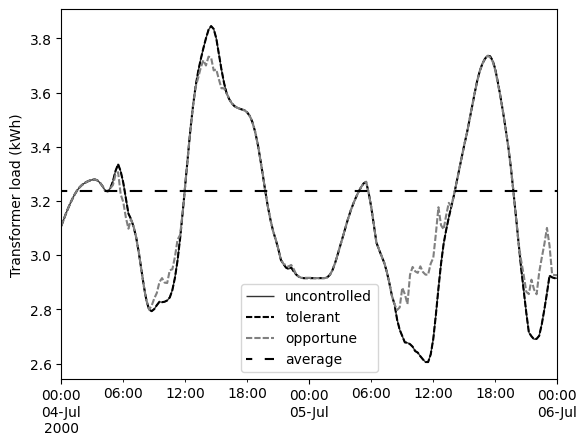 Transformer load (kWh)
3.8
3.6
3.4
3.2
3.0
2.8
2.6
uncontrolled
tolerant
opportune
average
00:00 06:00 12:00 18:00 00:00 06:00 12:00 18:00 00:00
04-Jul 05-Jul 06-Jul
2000